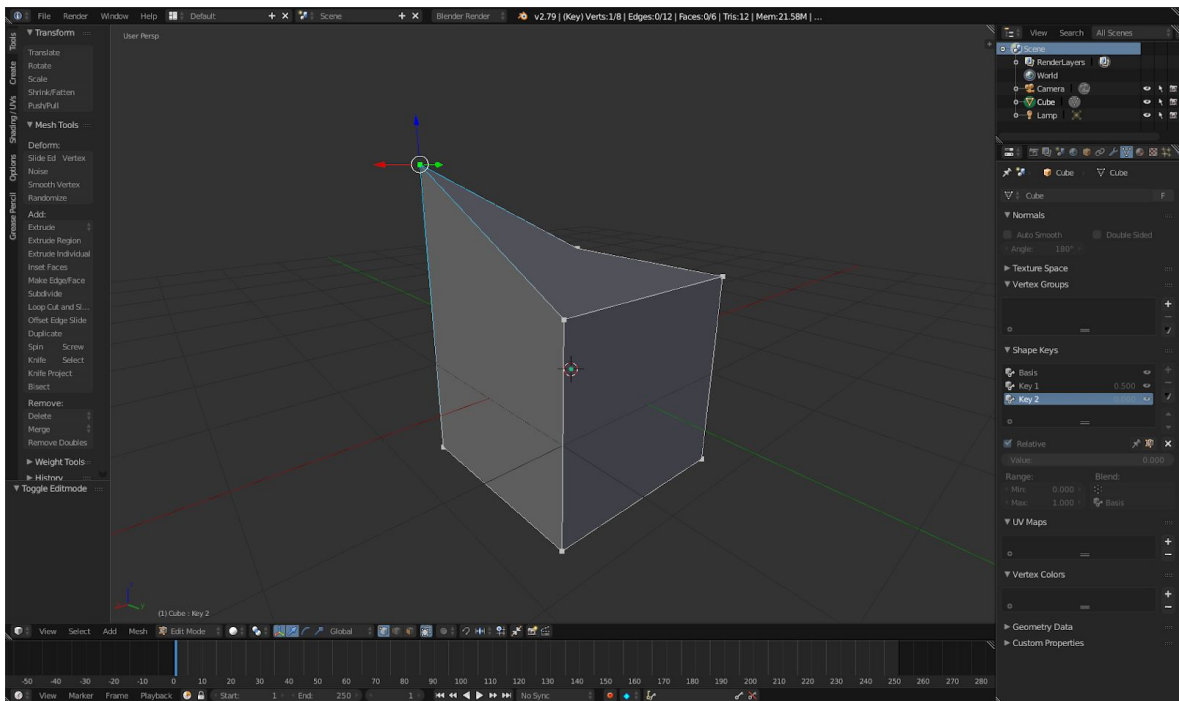 File Render Window Help Default Scene Blender Render v2.79 | (Key) Verts:1/8 | Edges:0/12 | Faces:0/6 | Tris:12 | Mem:21.58M | ...
Tools
Create
Shading / UVs
Options
Grease Pencil
Transform
Translate
Rotate
Scale
Shrink/Fatten
Push/Pull
Mesh Tools
Deform:
Slide Ed Vertex
Noise
Smooth Vertex
Randomize
Add:
Extrude
Extrude Region
Extrude Individual
Inset Faces
Make Edge/Face
Subdivide
Loop Cut and Sl...
Offset Edge Slide
Duplicate
Spin Screw
Knife Select
Knife Project
Bisect
Remove:
Delete
Merge
Remove Doubles
Weight Tools
History
Toggle Editmode
User Persp
(1) Cube : Key 2
View Select Add Mesh Edit Mode Global
-50 -40 -30 -20 -10 0 10 20 30 40 50 60 70 80 90 100 110 120 130 140 150 160 170 180 190 200 210 220 230 240 250 260 270 280
View Marker Frame Playback Start: 1 End: 250 1 No Sync
View Search All Scenes
Scene
RenderLayers
World
Camera
Cube
Lamp
Cube Cube
Cube F
Normals
Auto Smooth Double Sided
Angle: 180°
Texture Space
Vertex Groups
Shape Keys
Basis
Key 1 0.500
Key 2 0.000
Relative
Value: 0.000
Range: Blend:
Min: 0.000
Max: 1.000 Basis
UV Maps
Vertex Colors
Geometry Data
Custom Properties